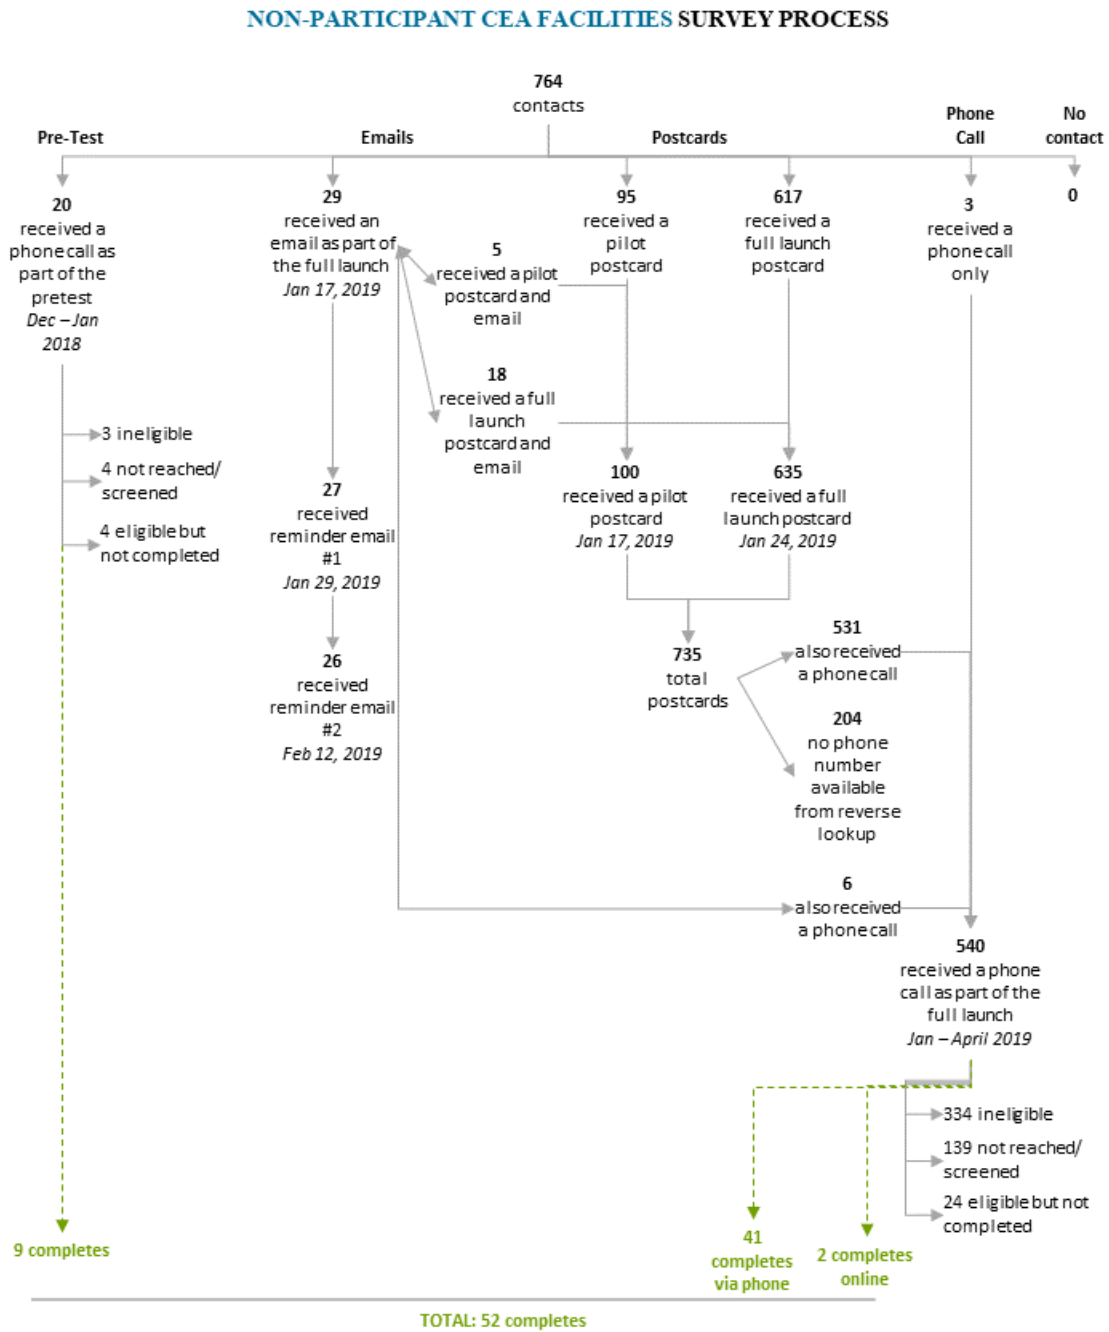 NON-PARTICIPANT CEA FACILITIES SURVEY PROCESS
764
contacts
Pre-Test
Emails
Postcards
Phone
Call
No
contact
20
received a
phone call as
part of the
pretest
Dec – Jan
2018
29
received an
email as part of
the full launch
Jan 17, 2019
95
received a
pilot
postcard
617
received a
full launch
postcard
3
received a
phone call
only
0
5
received a pilot
postcard and
email
18
received a full
launch
postcard and
email
3 ineligible
4 not reached/
screened
4 eligible but
not completed
27
received
reminder email
#1
Jan 29, 2019
100
received a pilot
postcard
Jan 17, 2019
635
received a full
launch postcard
Jan 24, 2019
26
received
reminder email
#2
Feb 12, 2019
735
total
postcards
531
also received
a phone call
204
no phone
number
available
from reverse
lookup
6
also received
a phone call
540
received a phone
call as part of the
full launch
Jan – April 2019
334 ineligible
139 not reached/
screened
24 eligible but not
completed
9 completes
41
completes
via phone
2 completes
online
TOTAL: 52 completes